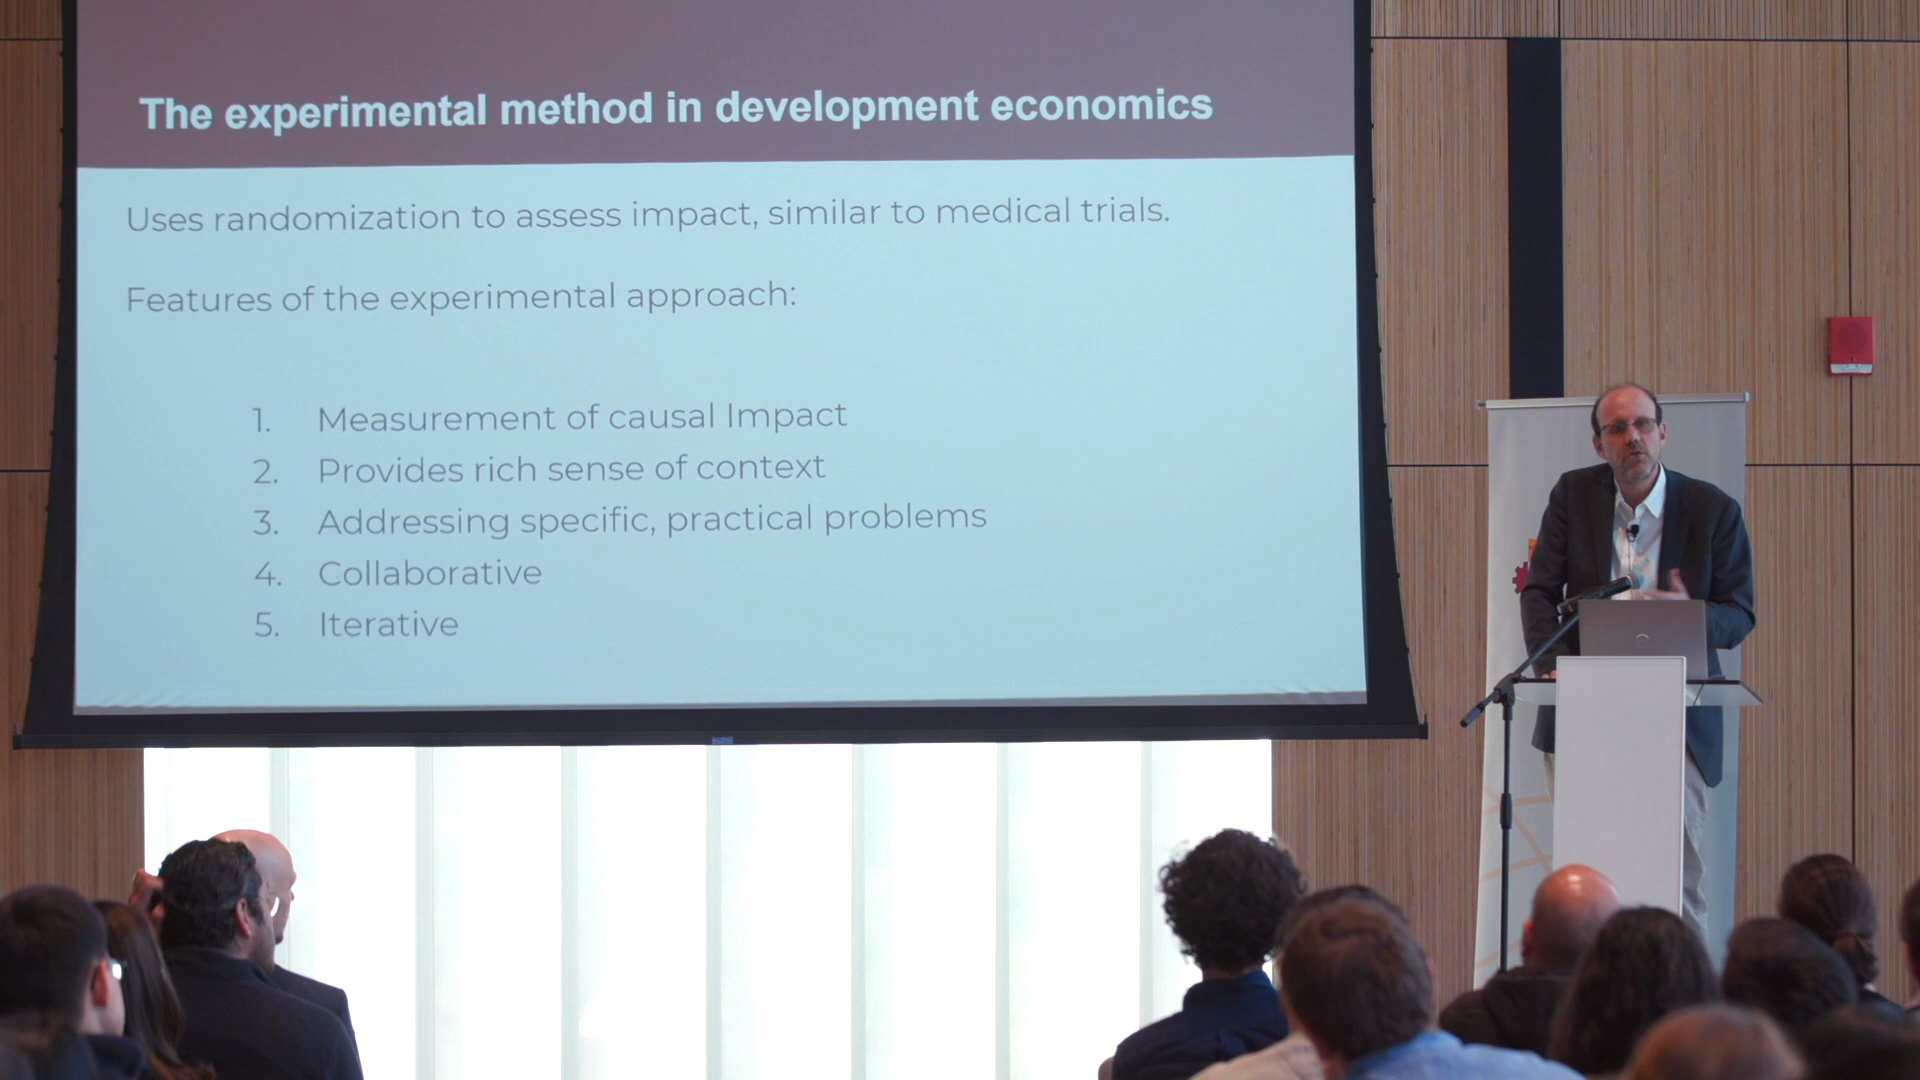 The experimental method in development economics
Uses randomization to assess impact, similar to medical trials.
Features of the experimental approach:
1. Measurement of causal Impact
2. Provides rich sense of context
3. Addressing specific, practical problems
4. Collaborative
5. Iterative